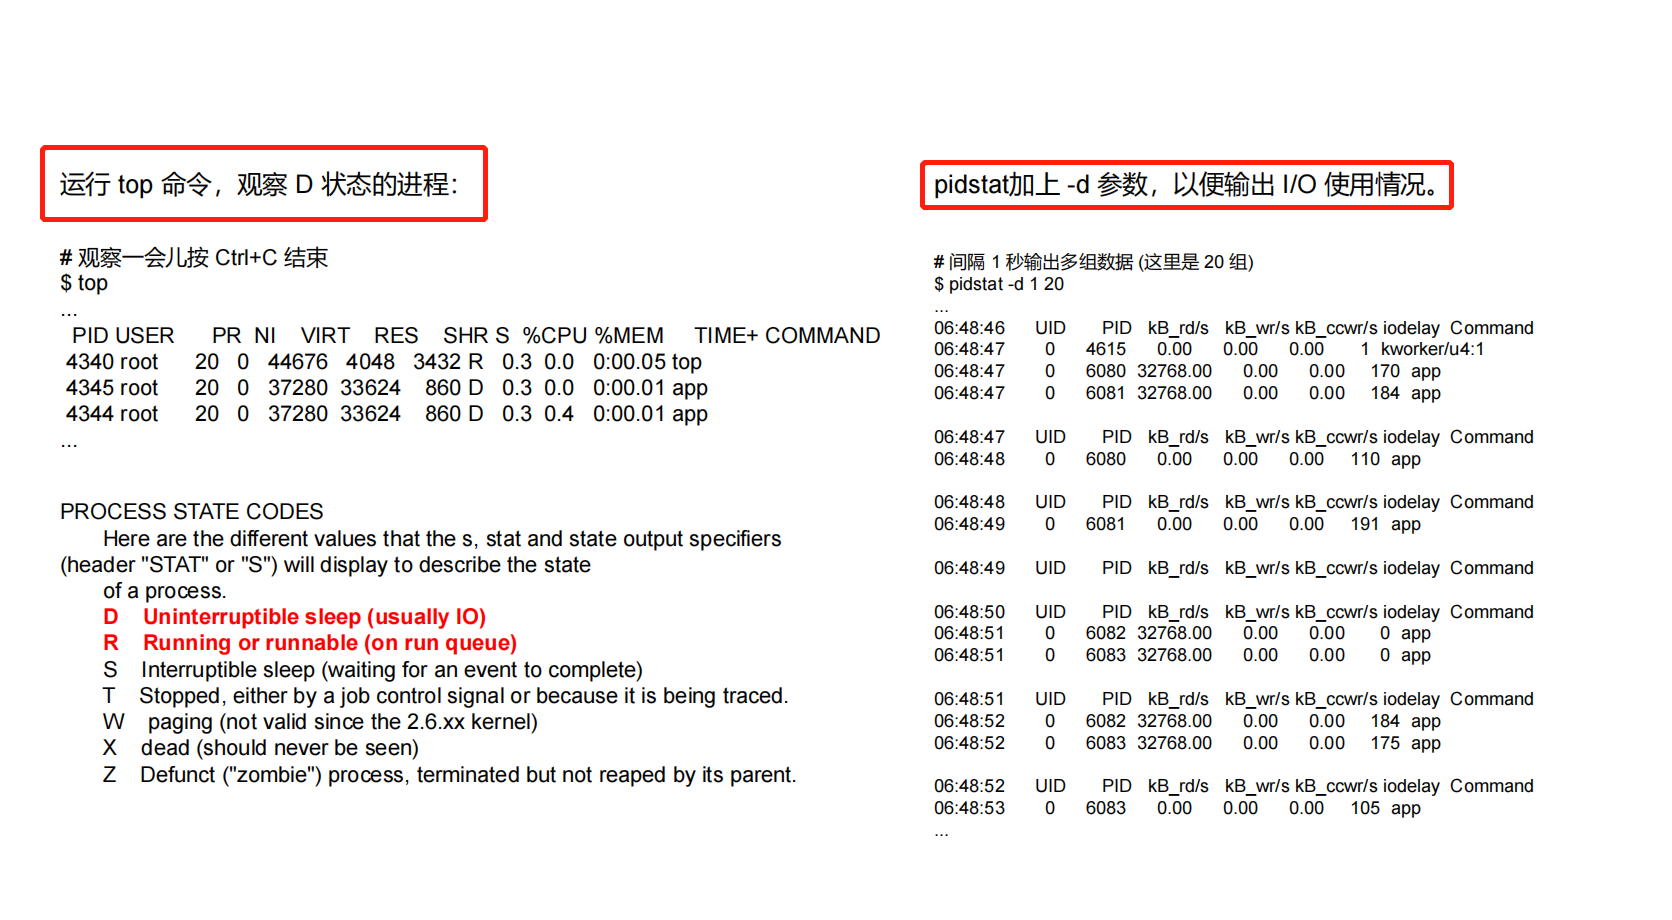 运行 top 命令，观察 D 状态的进程：
# 观察一会儿按 Ctrl+C 结束
$ top
...
PID USER PR NI VIRT RES SHR S %CPU %MEM TIME+ COMMAND
4340 root 20 0 44676 4048 3432 R 0.3 0.0 0:00.05 top
4345 root 20 0 37280 33624 860 D 0.3 0.0 0:00.01 app
4344 root 20 0 37280 33624 860 D 0.3 0.4 0:00.01 app
...
PROCESS STATE CODES
Here are the different values that the s, stat and state output specifiers
(header "STAT" or "S") will display to describe the state
of a process.
D Uninterruptible sleep (usually IO)
R Running or runnable (on run queue)
S Interruptible sleep (waiting for an event to complete)
T Stopped, either by a job control signal or because it is being traced.
W paging (not valid since the 2.6.xx kernel)
X dead (should never be seen)
Z Defunct ("zombie") process, terminated but not reaped by its parent.
pidstat加上 -d 参数，以便输出 I/O 使用情况。
# 间隔 1 秒输出多组数据 (这里是 20 组)
$ pidstat -d 1 20
...
06:48:46 UID PID kB_rd/s kB_wr/s kB_ccwr/s iodelay Command
06:48:47 0 4615 0.00 0.00 0.00 1 kworker/u4:1
06:48:47 0 6080 32768.00 0.00 0.00 170 app
06:48:47 0 6081 32768.00 0.00 0.00 184 app
06:48:47 UID PID kB_rd/s kB_wr/s kB_ccwr/s iodelay Command
06:48:48 0 6080 0.00 0.00 0.00 110 app
06:48:48 UID PID kB_rd/s kB_wr/s kB_ccwr/s iodelay Command
06:48:49 0 6081 0.00 0.00 0.00 191 app
06:48:49 UID PID kB_rd/s kB_wr/s kB_ccwr/s iodelay Command
06:48:50 UID PID kB_rd/s kB_wr/s kB_ccwr/s iodelay Command
06:48:51 0 6082 32768.00 0.00 0.00 0 app
06:48:51 0 6083 32768.00 0.00 0.00 0 app
06:48:51 UID PID kB_rd/s kB_wr/s kB_ccwr/s iodelay Command
06:48:52 0 6082 32768.00 0.00 0.00 184 app
06:48:52 0 6083 32768.00 0.00 0.00 175 app
06:48:52 UID PID kB_rd/s kB_wr/s kB_ccwr/s iodelay Command
06:48:53 0 6083 0.00 0.00 0.00 105 app
...